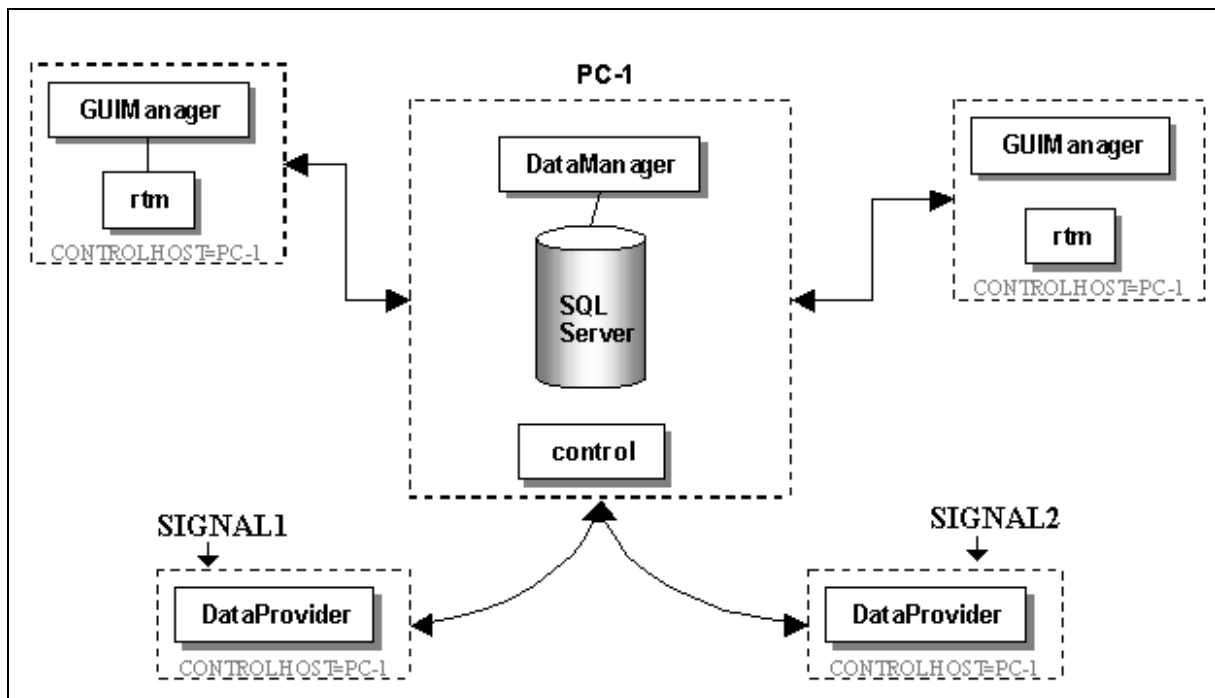 PC-1
GUIManager
rtm
CONTROLHOST=PC-1
DataManager
SQL
Server
control
GUIManager
rtm
CONTROLHOST=PC-1
SIGNAL1
DataProvider
CONTROLHOST=PC-1
SIGNAL2
DataProvider
CONTROLHOST=PC-1